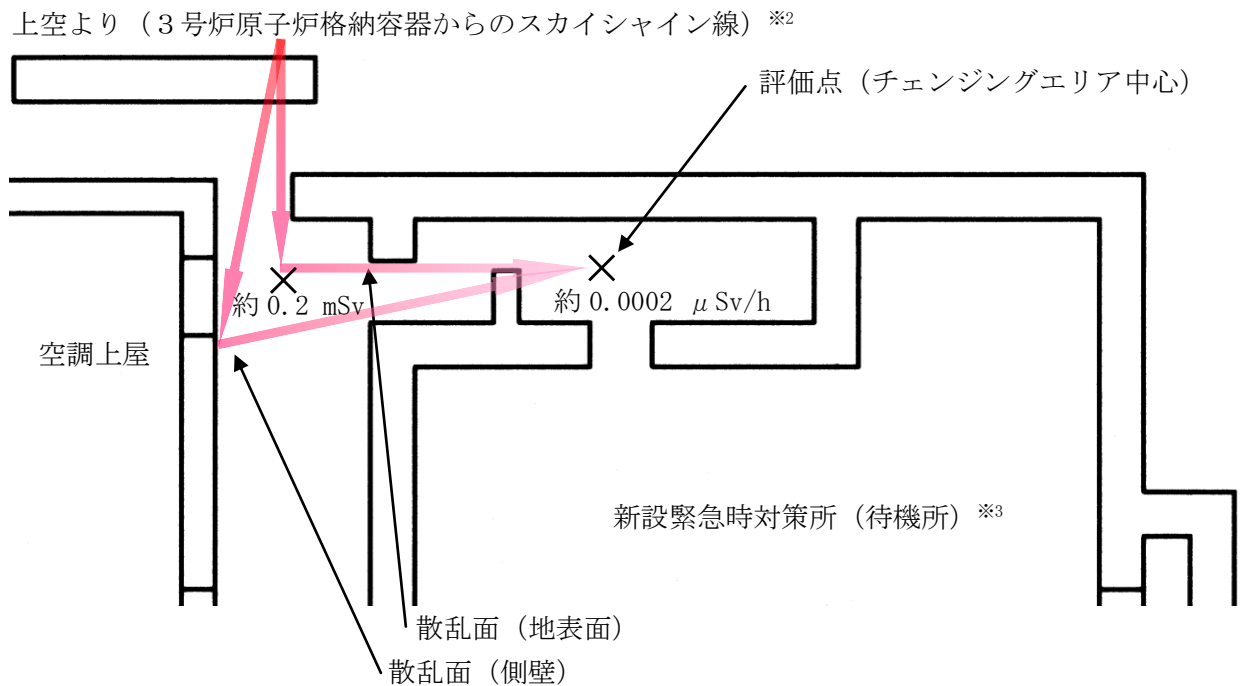 上空より(3号炉原子炉格納容器からのスカイシャイン線)※2
評価点(チェンジングエリア中心)
約 0.2 mSv
約 0.0002 μSv/h
空調上屋
新設緊急時対策所(待機所)※3
散乱面(地表面)
散乱面(側壁)